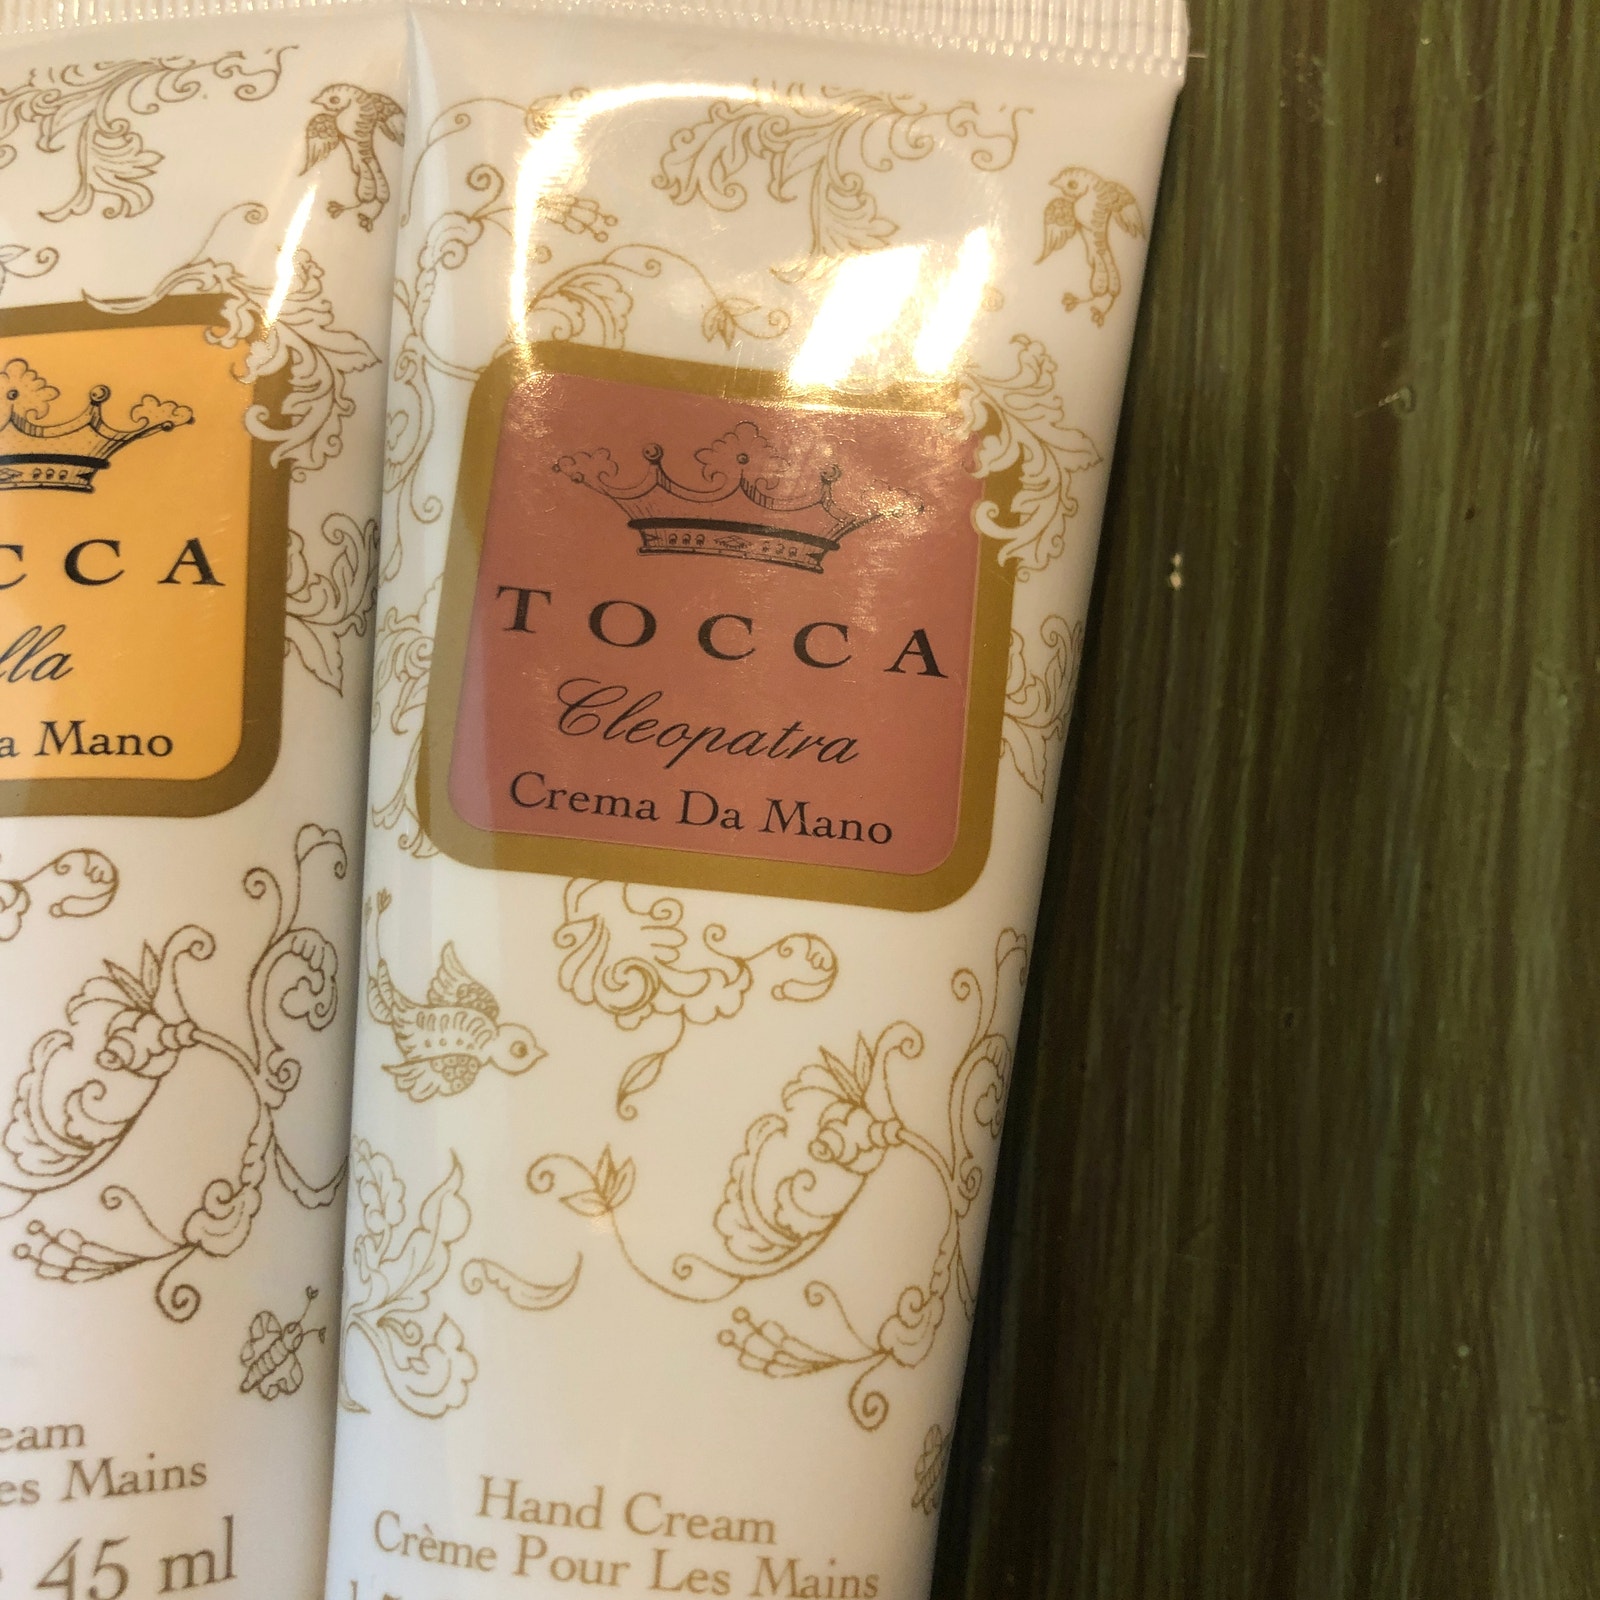 CCA
lla
a Mano
eam
es Mains
45 ml
TOCCA
Cleopatra
Crema Da Mano
Hand Cream
Crème Pour Les Mains